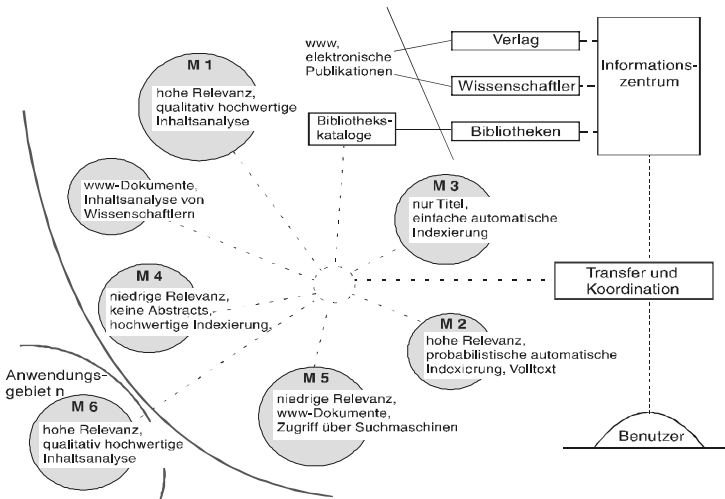 www,
elektronische
Publikationen
Verlag
Wissenschaftler
Bibliotheken
Informations-
zentrum
Biblioteks-
kataloge
M 1
hohe Relevanz,
qualitativ hochwertige
Inhaltsanalyse
www-Dokumente,
Inhaltsanalyse von
Wissenschaftlern
M 3
nur Titel,
einfache automatische
Indexierung
M 4
niedrige Relevanz,
keine Abstracts,
hochwertige Indexierung,
Transfer und
Koordination
M 2
hohe Relevanz,
probabilistische automatische
Indexierung, Volltext
M 5
niedrige Relevanz,
www-Dokumente,
Zugriff über Suchmaschinen
Anwendungs-
gebiet n
M 6
hohe Relevanz,
qualitativ hochwertige
Inhaltsanalyse
Benutzer